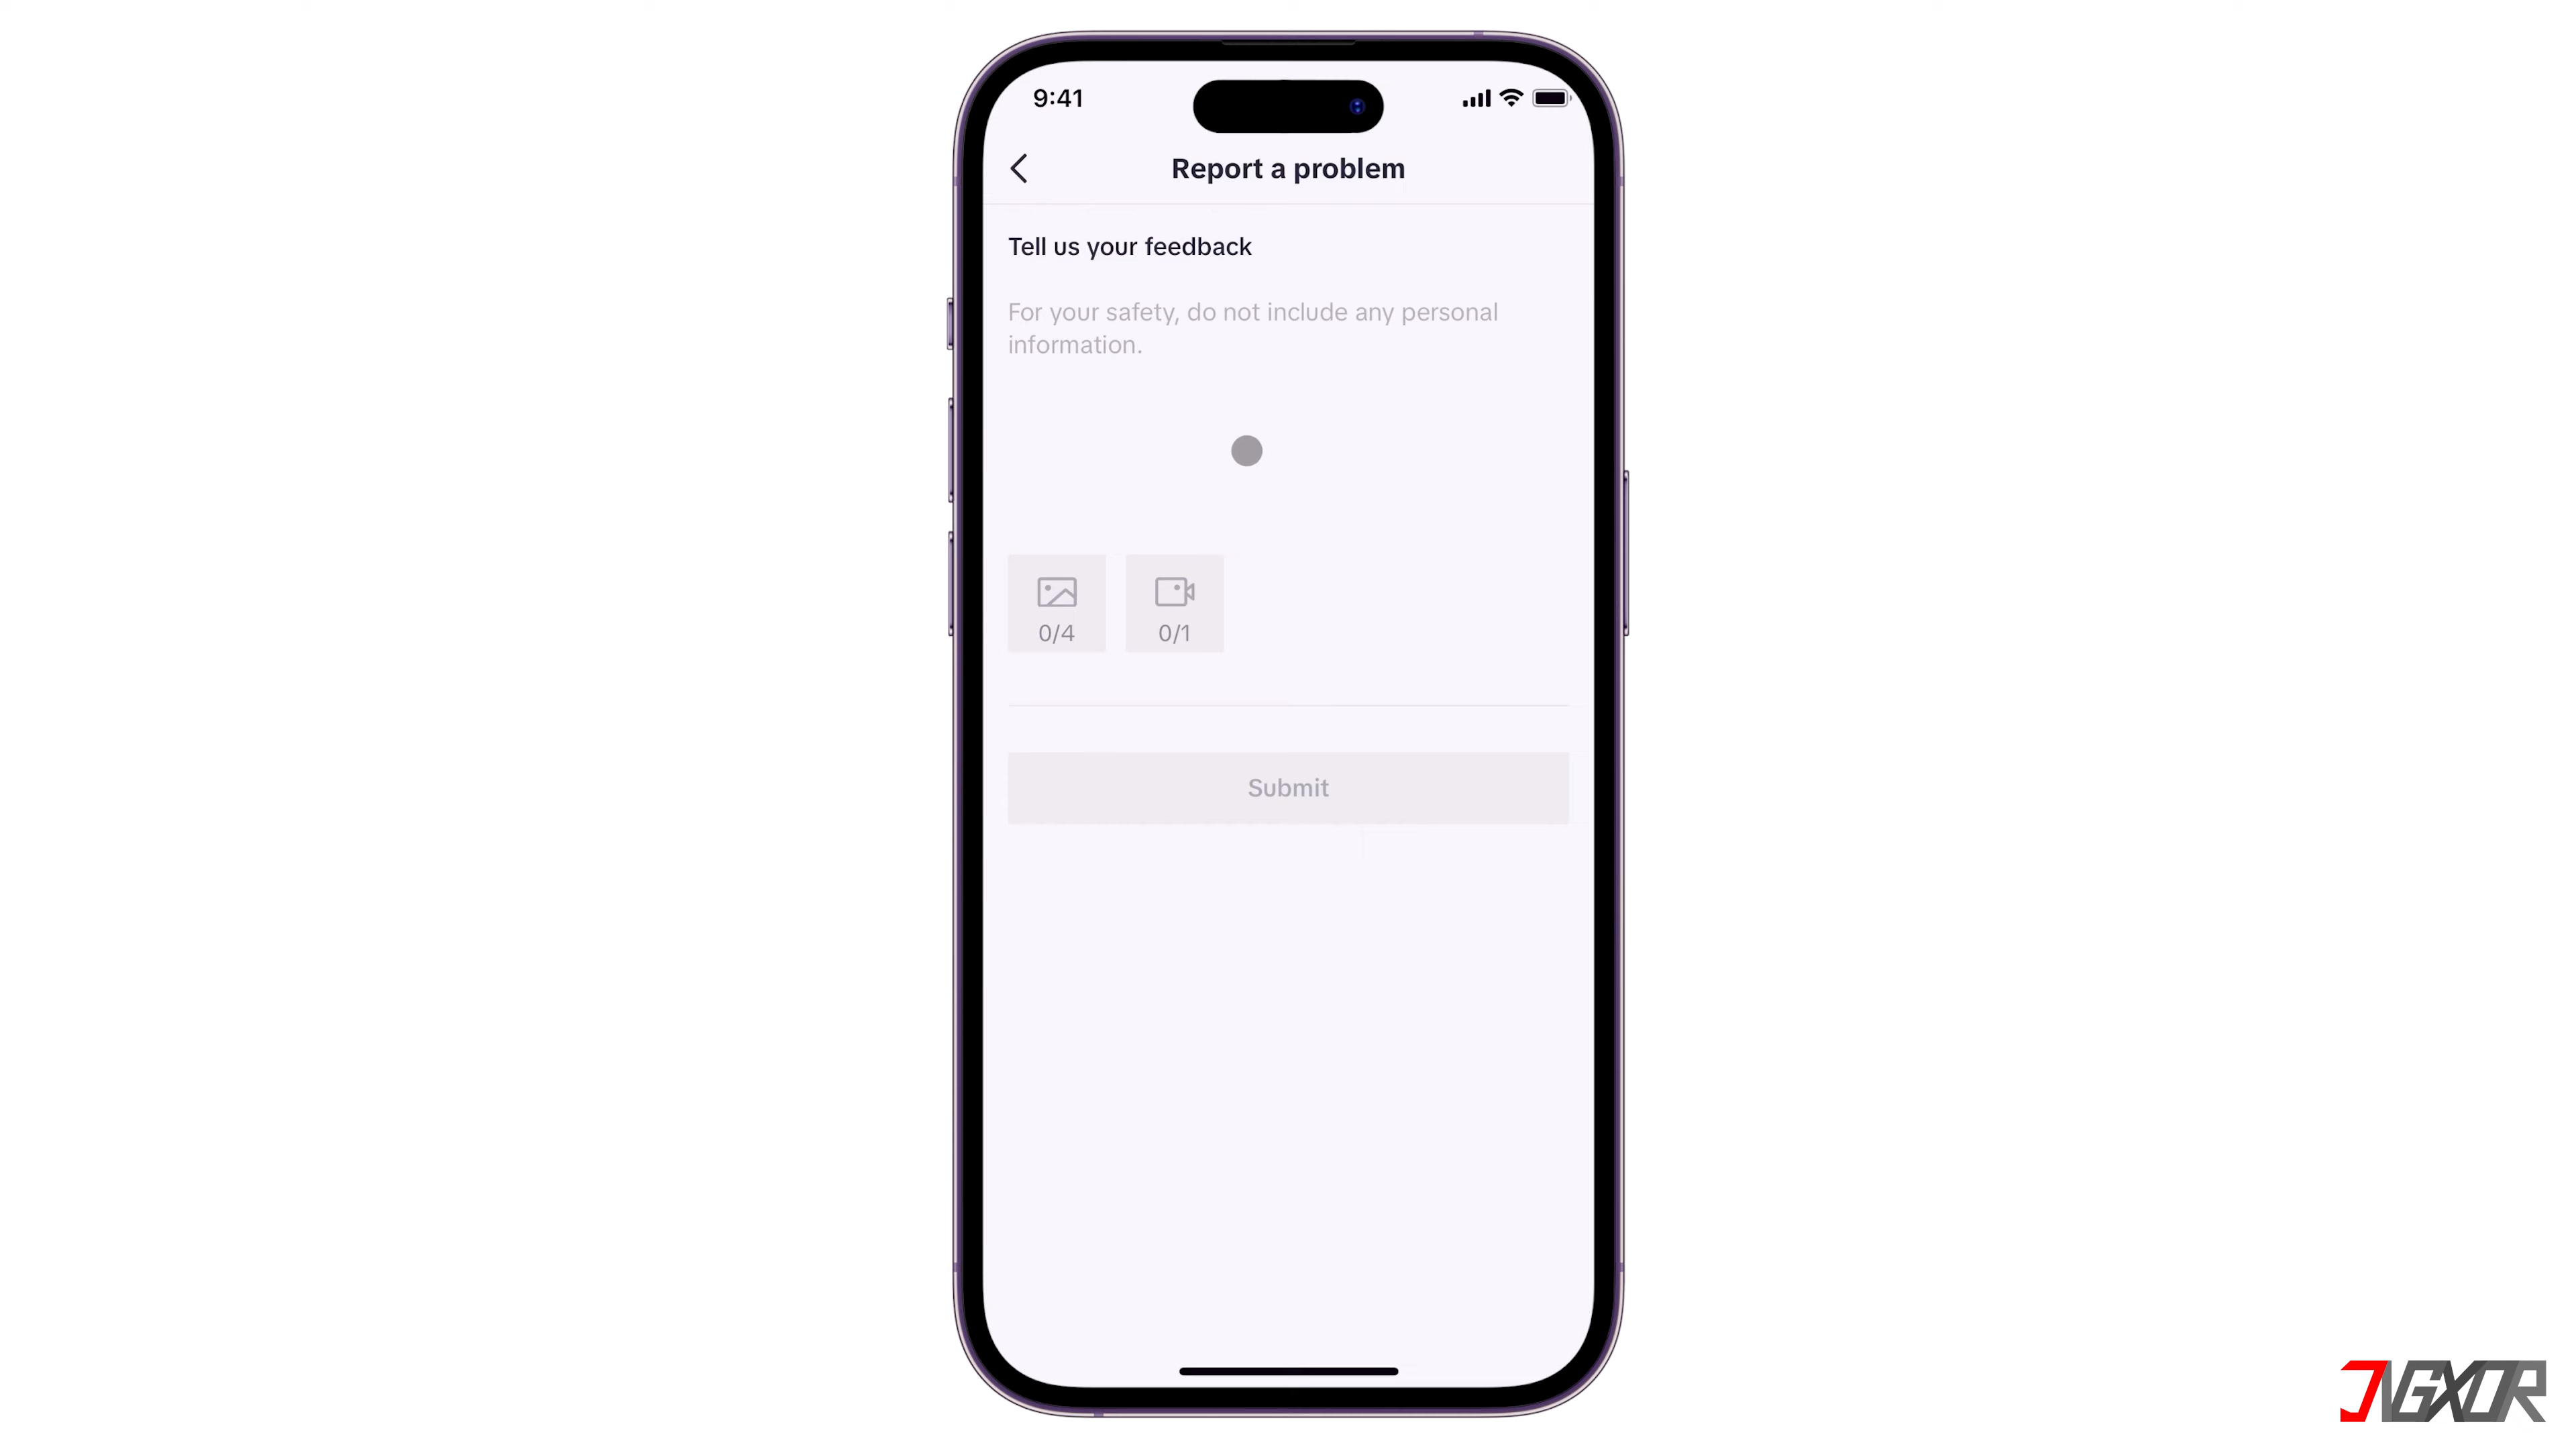 9:41
Report a problem
Tell us your feedback
For your safety, do not include any personal
information.
0/4 0/1
Submit
JNGXOR